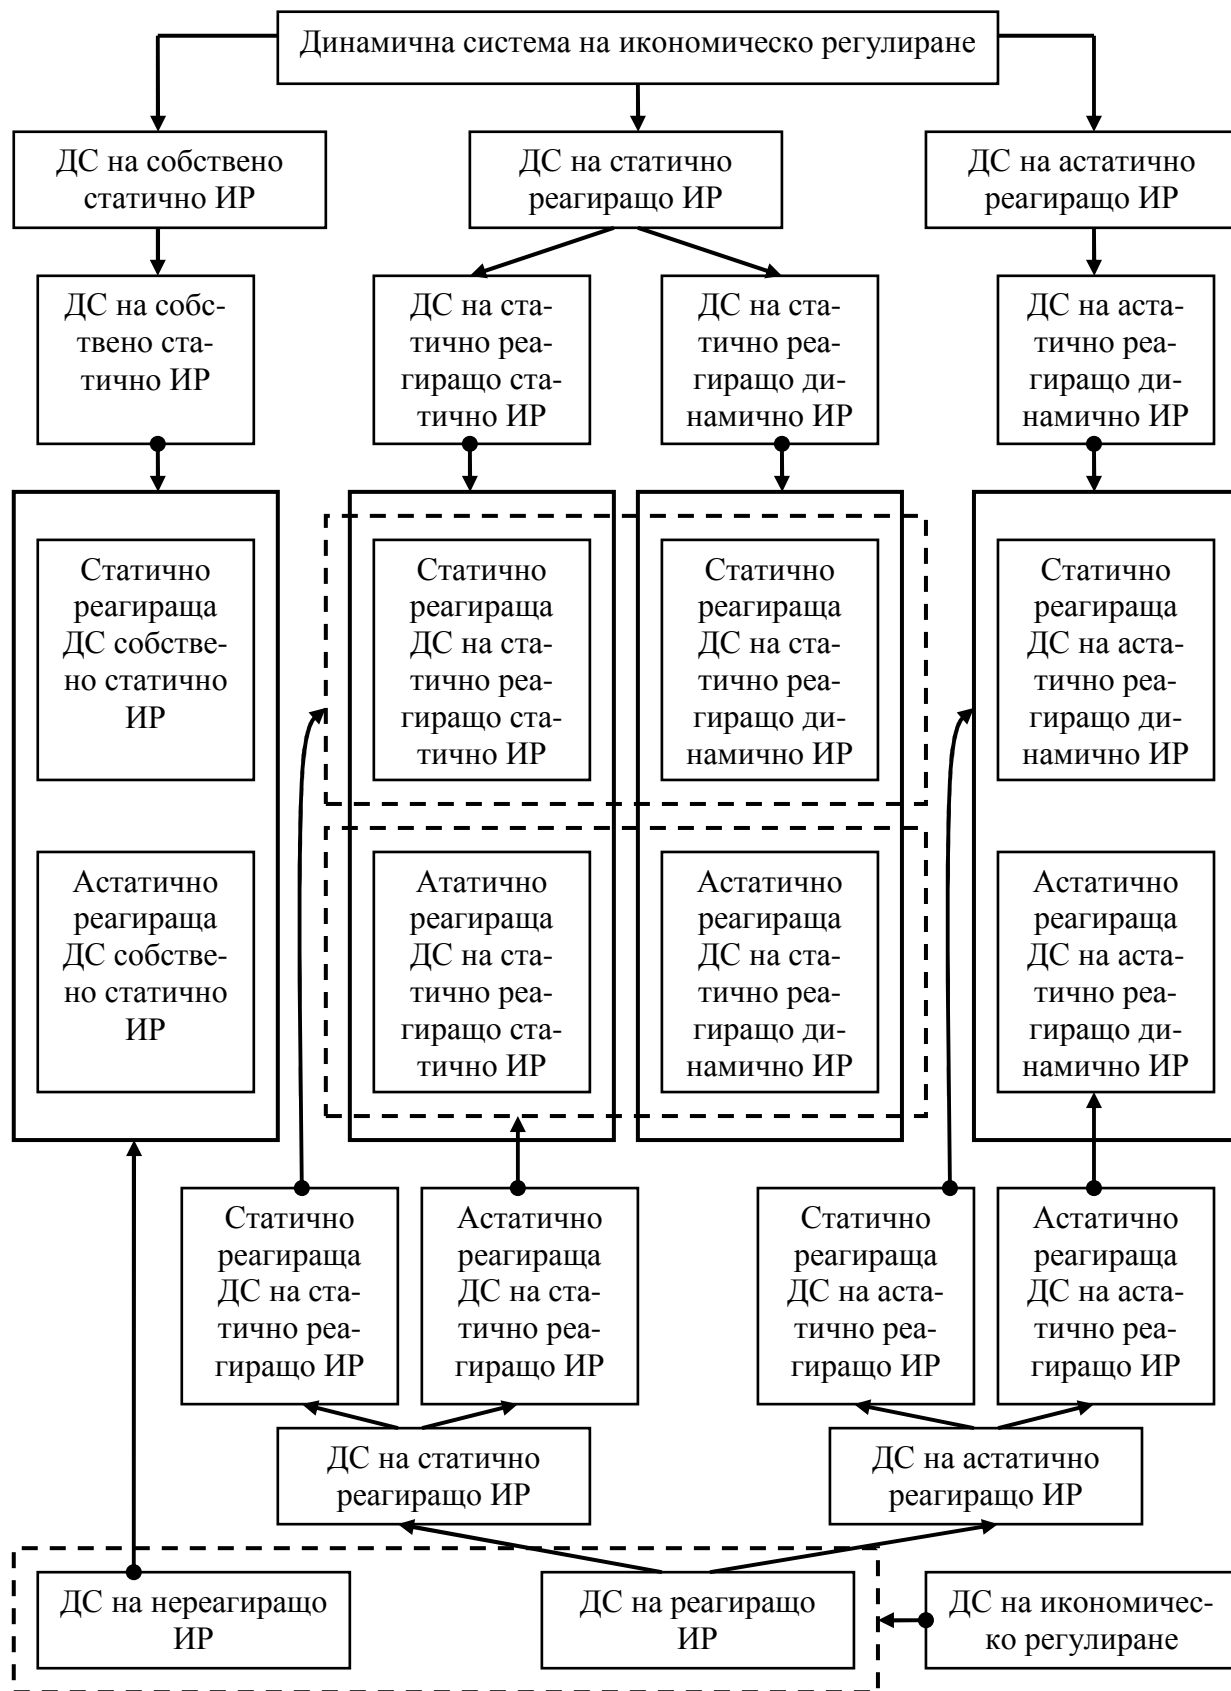 Динамична система на икономическо регулиране
ДС на собствено
статично ИР
ДС на статично
реагиращо ИР
ДС на астатично
реагиращо ИР
ДС на собс-
твено ста-
тично ИР
ДС на ста-
тично реа-
гиращо ста-
тично ИР
ДС на ста-
тично реа-
гиращо ди-
намично ИР
ДС на аста-
тично реа-
гиращо ди-
намично ИР
Статично
реагираща
ДС собстве-
но статично
ИР
Статично
реагираща
ДС на ста-
тично реа-
гиращо ста-
тично ИР
Статично
реагираща
ДС на ста-
тично реа-
гиращо ди-
намично ИР
Статично
реагираща
ДС на аста-
тично реа-
гиращо ди-
намично ИР
Астатично
реагираща
ДС собстве-
но статично
ИР
Ататично
реагираща
ДС на ста-
тично реа-
гиращо ста-
тично ИР
Астатично
реагираща
ДС на ста-
тично реа-
гиращо ди-
намично ИР
Астатично
реагираща
ДС на аста-
тично реа-
гиращо ди-
намично ИР
Статично
реагираща
ДС на ста-
тично реа-
гиращо ИР
Астатично
реагираща
ДС на ста-
тично реа-
гиращо ИР
Статично
реагираща
ДС на аста-
тично реа-
гиращо ИР
Астатично
реагираща
ДС на аста-
тично реа-
гиращо ИР
ДС на статично
реагиращо ИР
ДС на астатично
реагиращо ИР
ДС на нереагиращо
ИР
ДС на реагиращо
ИР
ДС на икономичес-
ко регулиране